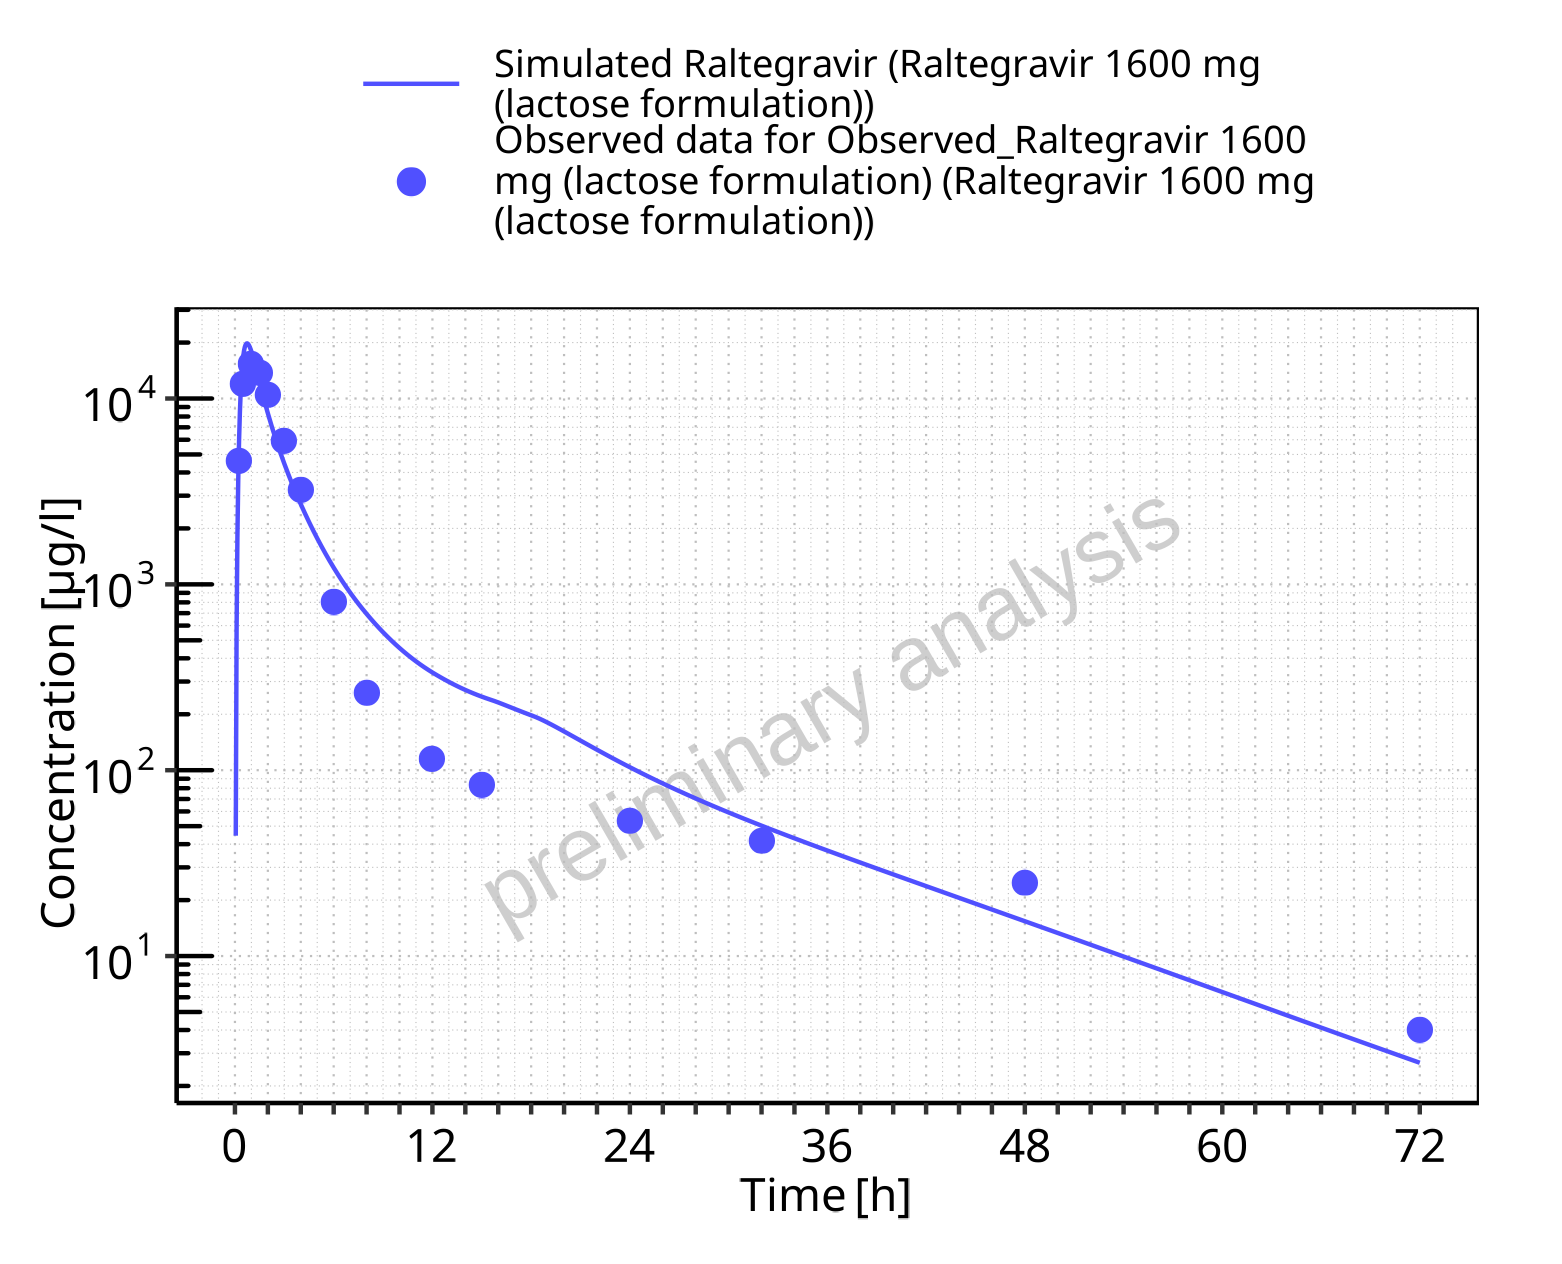 Simulated Raltegravir (Raltegravir 1600 mg
(lactose formulation))
Observed data for Observed_Raltegravir 1600
mg (lactose formulation) (Raltegravir 1600 mg
(lactose formulation))
10^4
10^3
10^2
10^1
Concentration [µg/l]
preliminary analysis
0 12 24 36 48 60 72
Time [h]